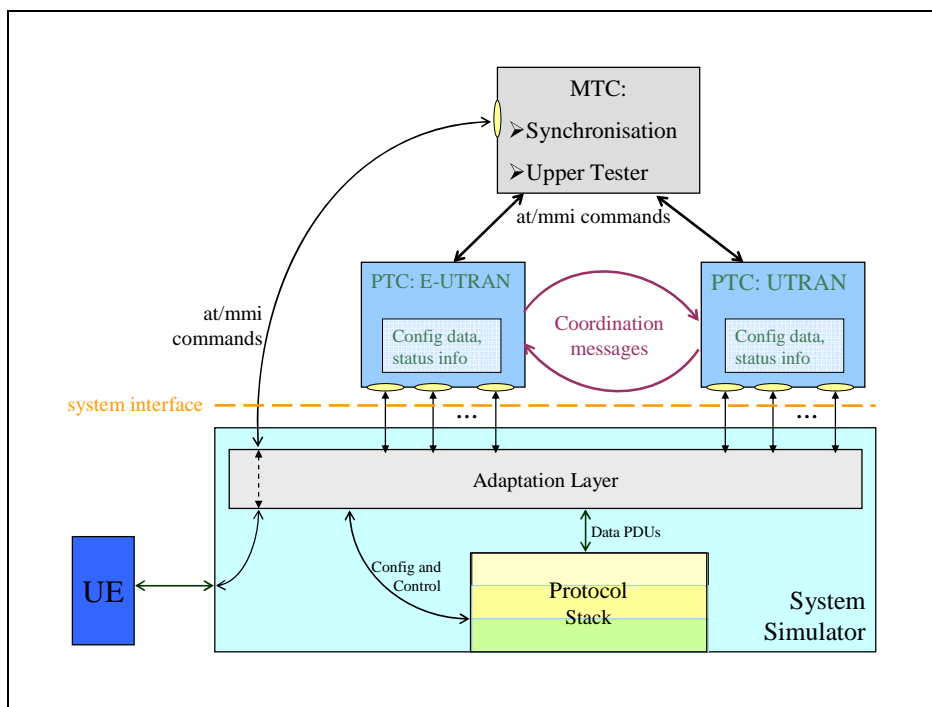 MTC:
➢Synchronisation
➢Upper Tester
at/mmi commands
PTC: E-UTRAN
PTC: UTRAN
Config data,
status info
Coordination
messages
Config data,
status info
at/mmi
commands
system interface
...
...
Adaptation Layer
Data PDUs
Config and
Control
Protocol
Stack
UE
System
Simulator